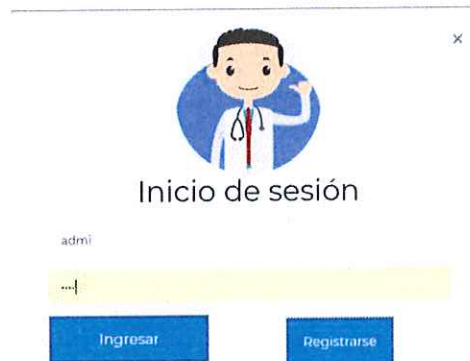 ×
Inicio de sesión
admi
....
Ingresar
Registrarse